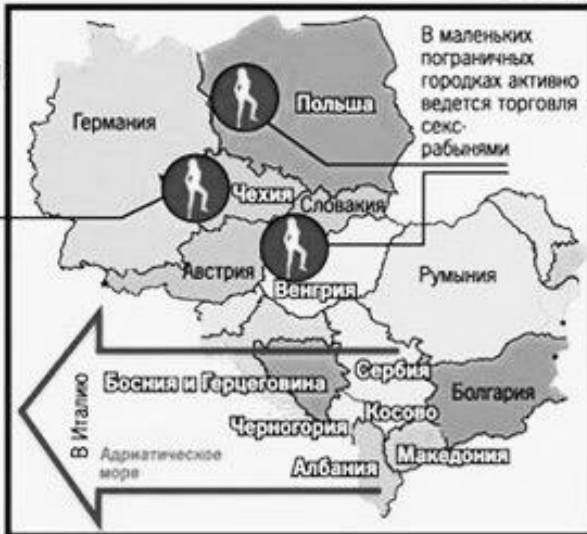 В маленьких
пограничных
городках активно
ведется торговля
секс-
рабынями
Польша
Германия
Чехия
Словакия
Австрия
Венгрия
Румыния
Босния и Герцеговина
Сербия
Болгария
Косово
Черногория
В Италию
Адриатическое
море
Албания
Македония